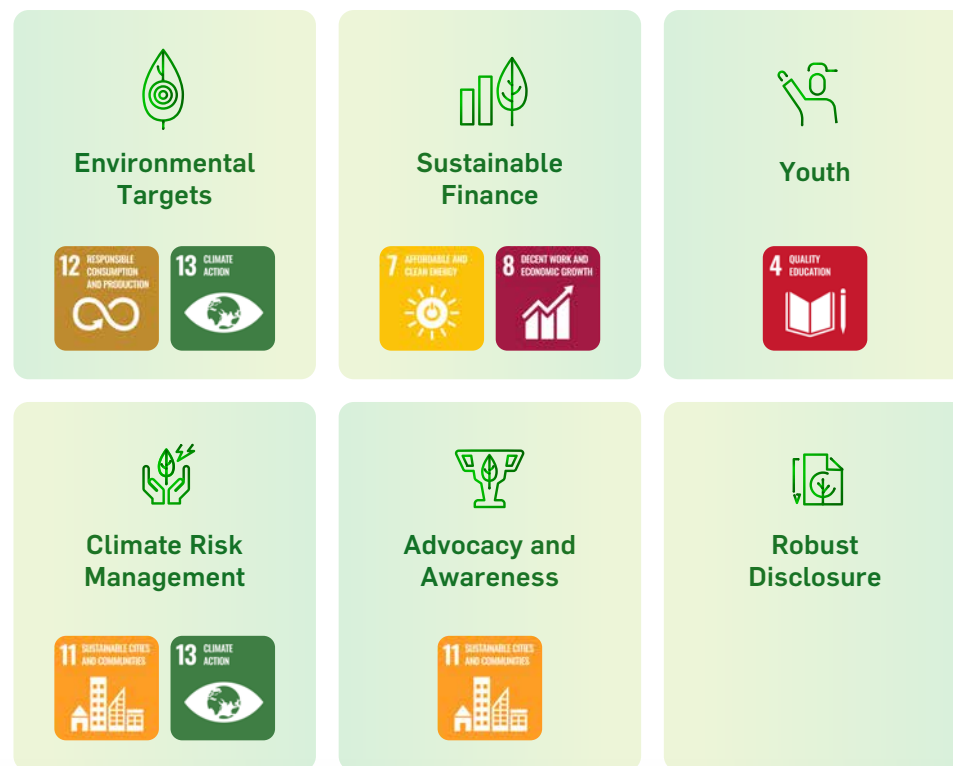 Environmental
Targets
12 RESPONSIBLE
CONSUMPTION
AND PRODUCTION
13 CLIMATE
ACTION
Sustainable
Finance
7 AFFORDABLE AND
CLEAN ENERGY
8 DECENT WORK AND
ECONOMIC GROWTH
Youth
4 QUALITY
EDUCATION
Climate Risk
Management
11 SUSTAINABLE CITIES
AND COMMUNITIES
13 CLIMATE
ACTION
Advocacy and
Awareness
11 SUSTAINABLE CITIES
AND COMMUNITIES
Robust
Disclosure